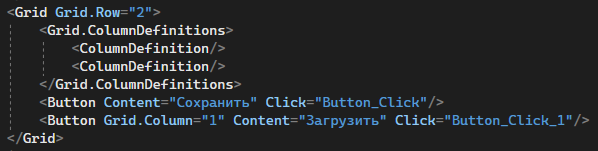 <Grid Grid.Row="2">
<Grid.ColumnDefinitions>
<ColumnDefinition/>
<ColumnDefinition/>
</Grid.ColumnDefinitions>
<Button Content="Сохранить" Click="Button_Click"/>
<Button Grid.Column="1" Content="Загрузить" Click="Button_Click_1"/>
</Grid>